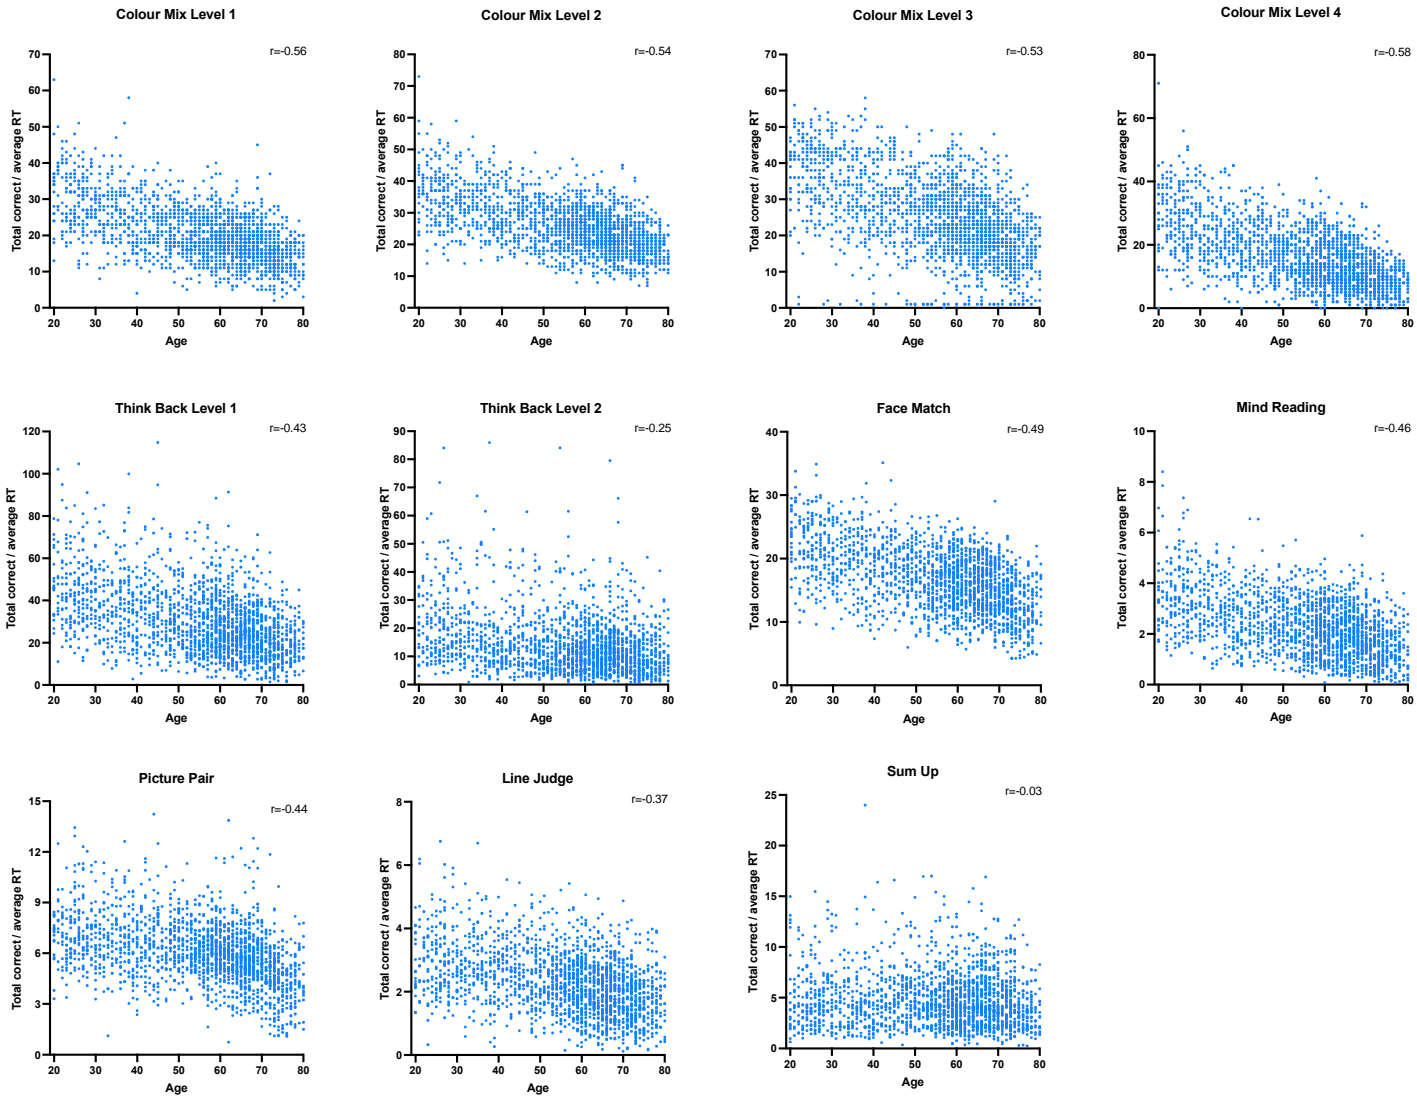 Colour Mix Level 1
r=-0.56
Total correct / average RT
70
60
50
40
30
20
10
0
20 30 40 50 60 70 80
Age
Colour Mix Level 2
r=-0.54
Total correct / average RT
80
70
60
50
40
30
20
10
0
20 30 40 50 60 70 80
Age
Colour Mix Level 3
r=-0.53
Total correct / average RT
70
60
50
40
30
20
10
0
20 30 40 50 60 70 80
Age
Colour Mix Level 4
r=-0.58
Total correct / average RT
80
60
40
20
0
20 30 40 50 60 70 80
Age
Think Back Level 1
r=-0.43
Total correct / average RT
120
100
80
60
40
20
0
20 30 40 50 60 70 80
Age
Think Back Level 2
r=-0.25
Total correct / average RT
90
80
70
60
50
40
30
20
10
0
20 30 40 50 60 70 80
Age
Face Match
r=-0.49
Total correct / average RT
40
30
20
10
0
20 30 40 50 60 70 80
Age
Mind Reading
r=-0.46
Total correct / average RT
10
8
6
4
2
0
20 30 40 50 60 70 80
Age
Picture Pair
r=-0.44
Total correct / average RT
15
12
9
6
3
0
20 30 40 50 60 70 80
Age
Line Judge
r=-0.37
Total correct / average RT
8
6
4
2
0
20 30 40 50 60 70 80
Age
Sum Up
r=-0.03
Total correct / average RT
25
20
15
10
5
0
20 30 40 50 60 70 80
Age